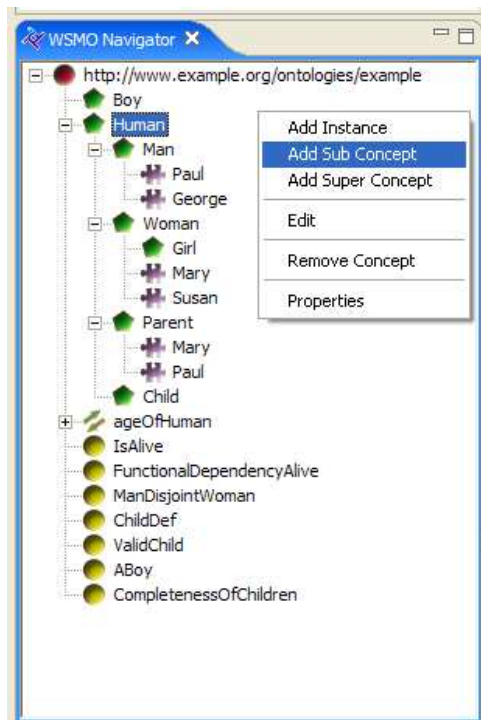 WSMO Navigator
http://www.example.org/ontologies/example
Boy
Human
Man
Paul
George
Woman
Girl
Mary
Susan
Parent
Mary
Paul
Child
ageOfHuman
IsAlive
FunctionalDependencyAlive
ManDisjointWoman
ChildDef
ValidChild
ABoy
CompletenessOfChildren
Add Instance
Add Sub Concept
Add Super Concept
Edit
Remove Concept
Properties